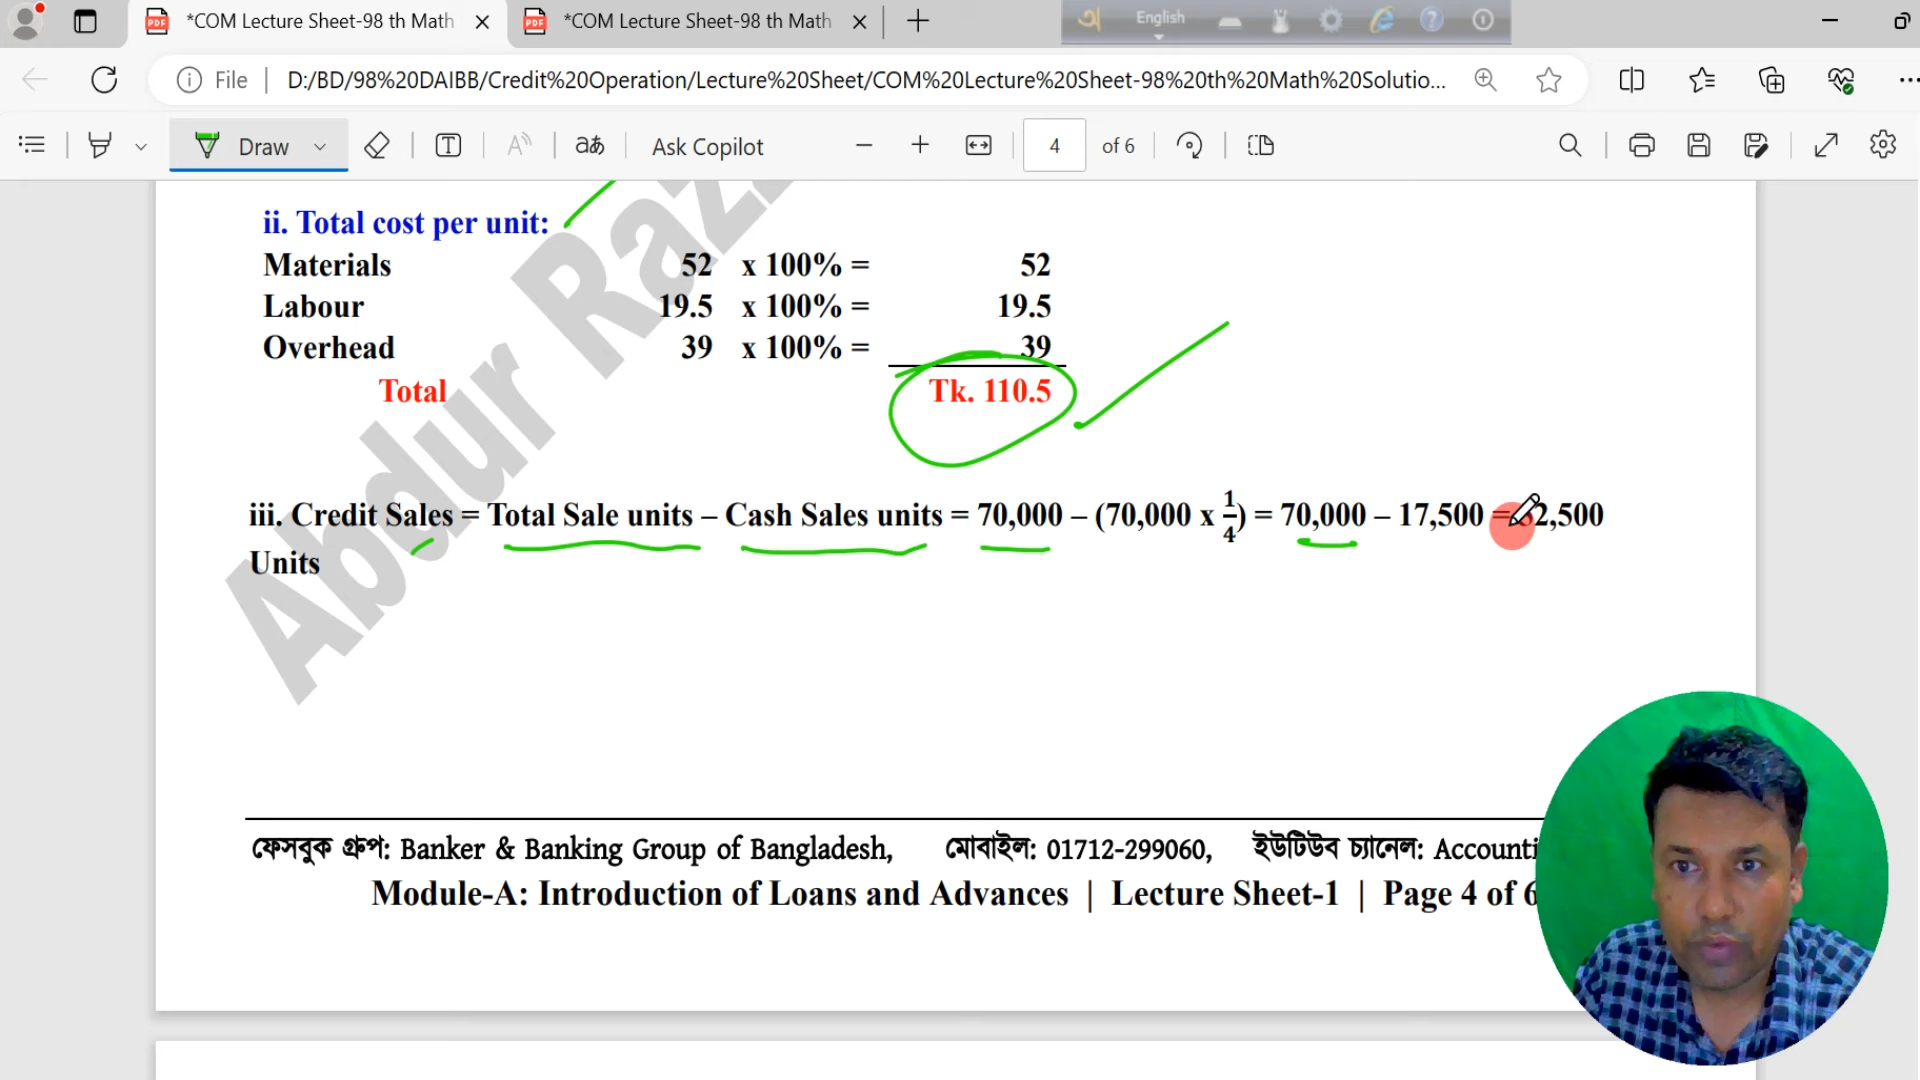 *COM Lecture Sheet-98 th Math
*COM Lecture Sheet-98 th Math
English
File
D:/BD/98%20DAIBB/Credit%20Operation/Lecture%20Sheet/COM%20Lecture%20Sheet-98%20th%20Math%20Solutio...
Draw
Ask Copilot
4 of 6
ii. Total cost per unit:
Materials 52 x 100% = 52
Labour 19.5 x 100% = 19.5
Overhead 39 x 100% = 39
Total Tk. 110.5
iii. Credit Sales = Total Sale units – Cash Sales units = 70,000 – (70,000 x 1/4) = 70,000 – 17,500 = 52,500
Units
Abdur Raz
ফেসবুক গ্রুপ: Banker & Banking Group of Bangladesh, মোবাইল: 01712-299060, ইউটিউব চ্যানেল: Accounti
Module-A: Introduction of Loans and Advances | Lecture Sheet-1 | Page 4 of 6